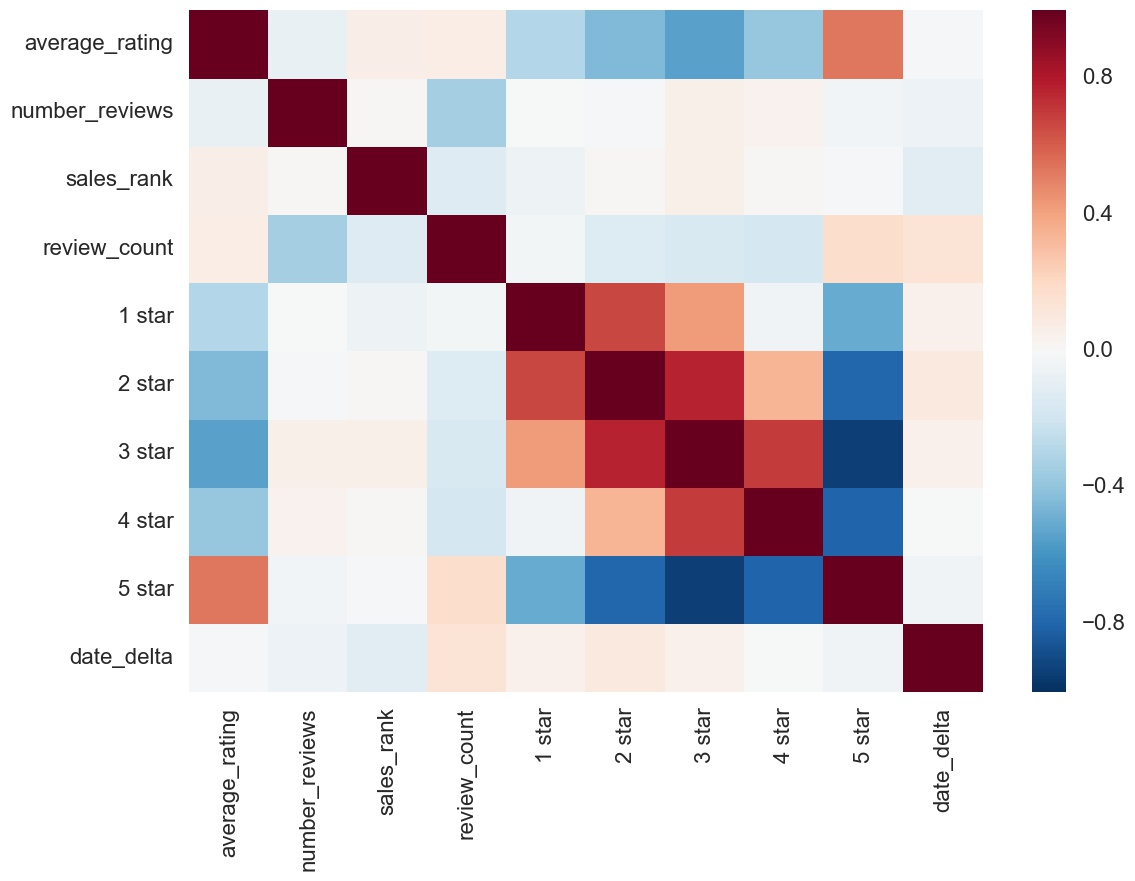 average_rating
number_reviews
sales_rank
review_count
1 star
2 star
3 star
4 star
5 star
date_delta
average_rating
number_reviews
sales_rank
review_count
1 star
2 star
3 star
4 star
5 star
date_delta
0.8
0.4
0.0
−0.4
−0.8